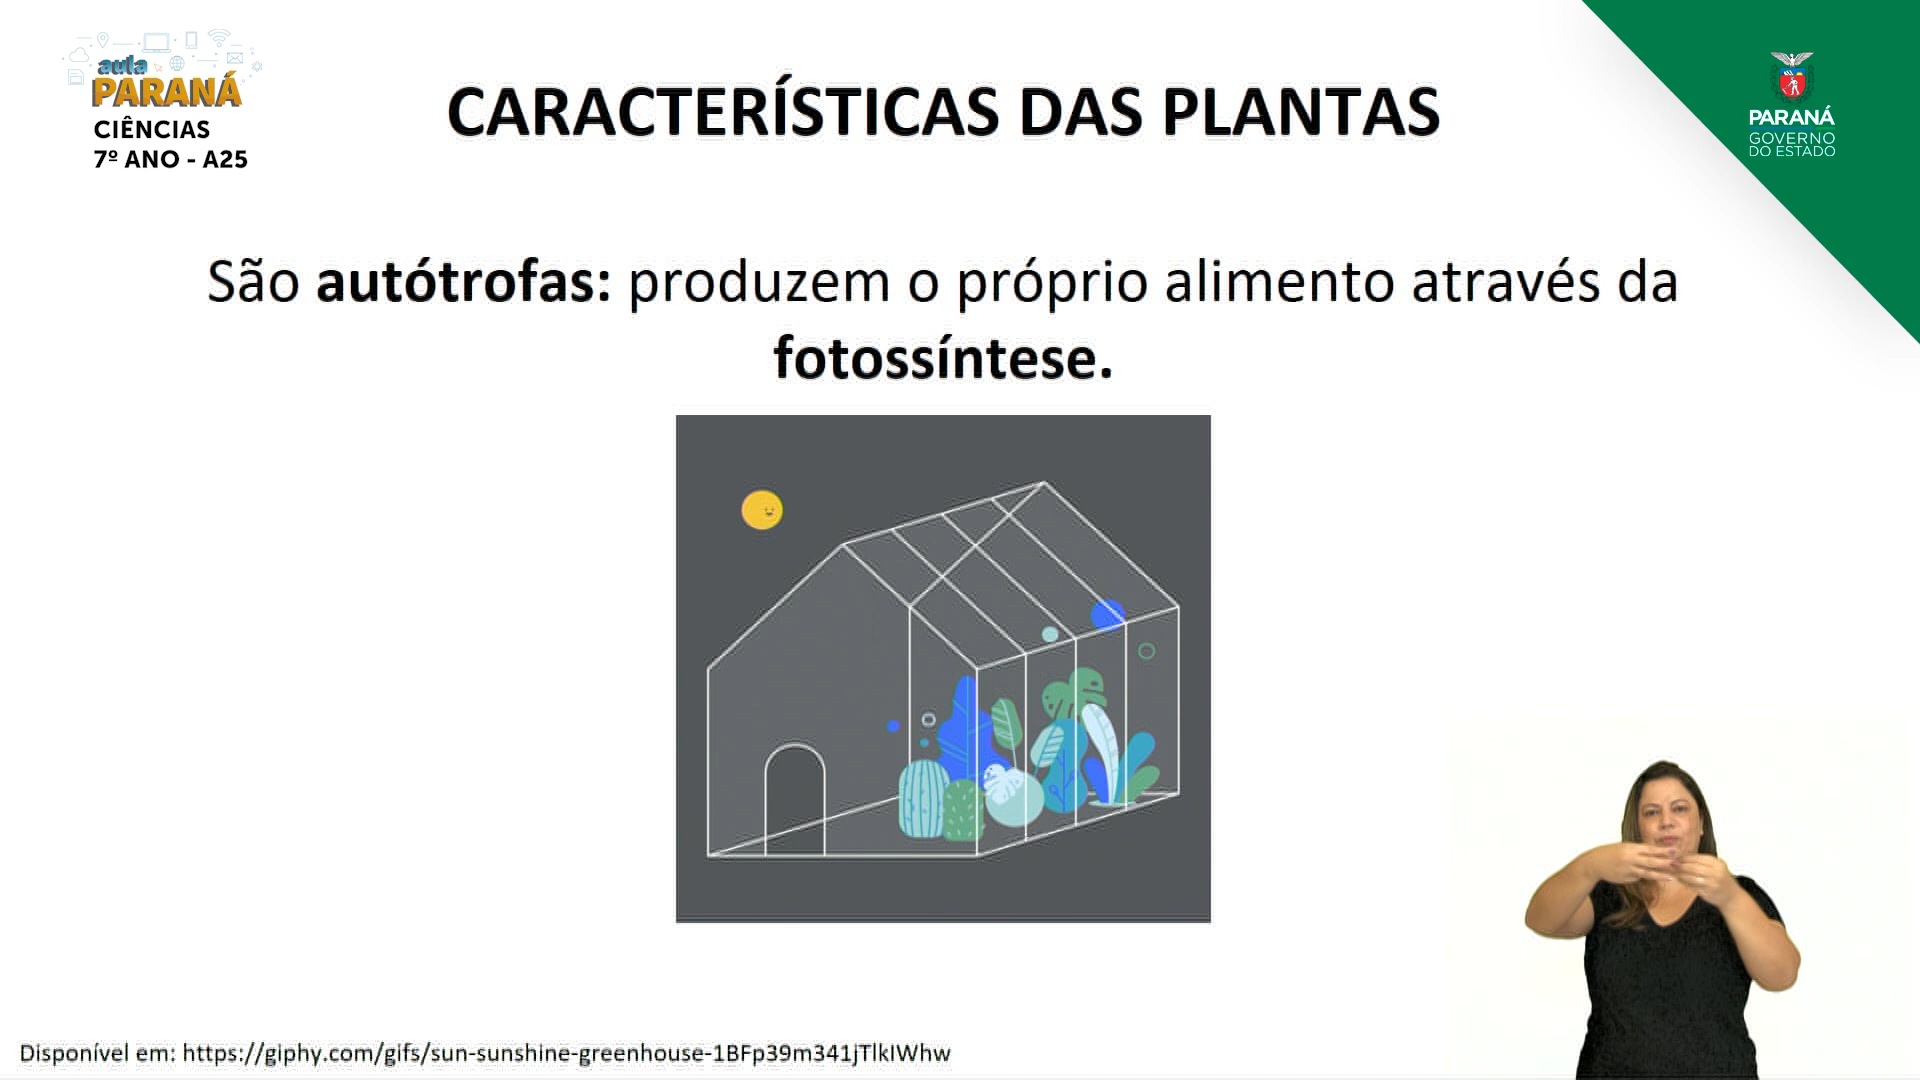 aula
PARANÁ
CIÊNCIAS
7º ANO - A25
CARACTERÍSTICAS DAS PLANTAS
PARANÁ
GOVERNO
DO ESTADO
São autótrofas: produzem o próprio alimento através da
fotossíntese.
Disponível em: https://giphy.com/gifs/sun-sunshine-greenhouse-1BFp39m341jTlkIWhw